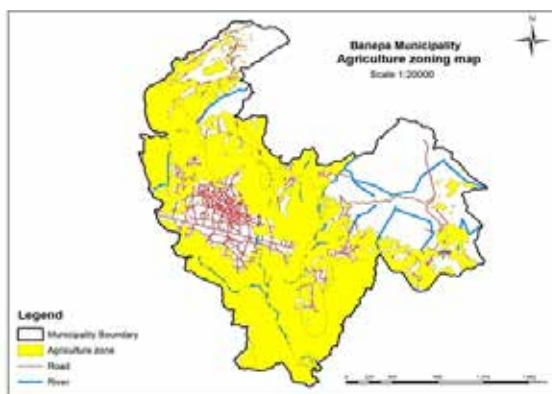 N
Banepa Municipality
Agriculture zoning map
Scale 1:20000
Legend
Municipality Boundary
Agriculture zone
Road
River